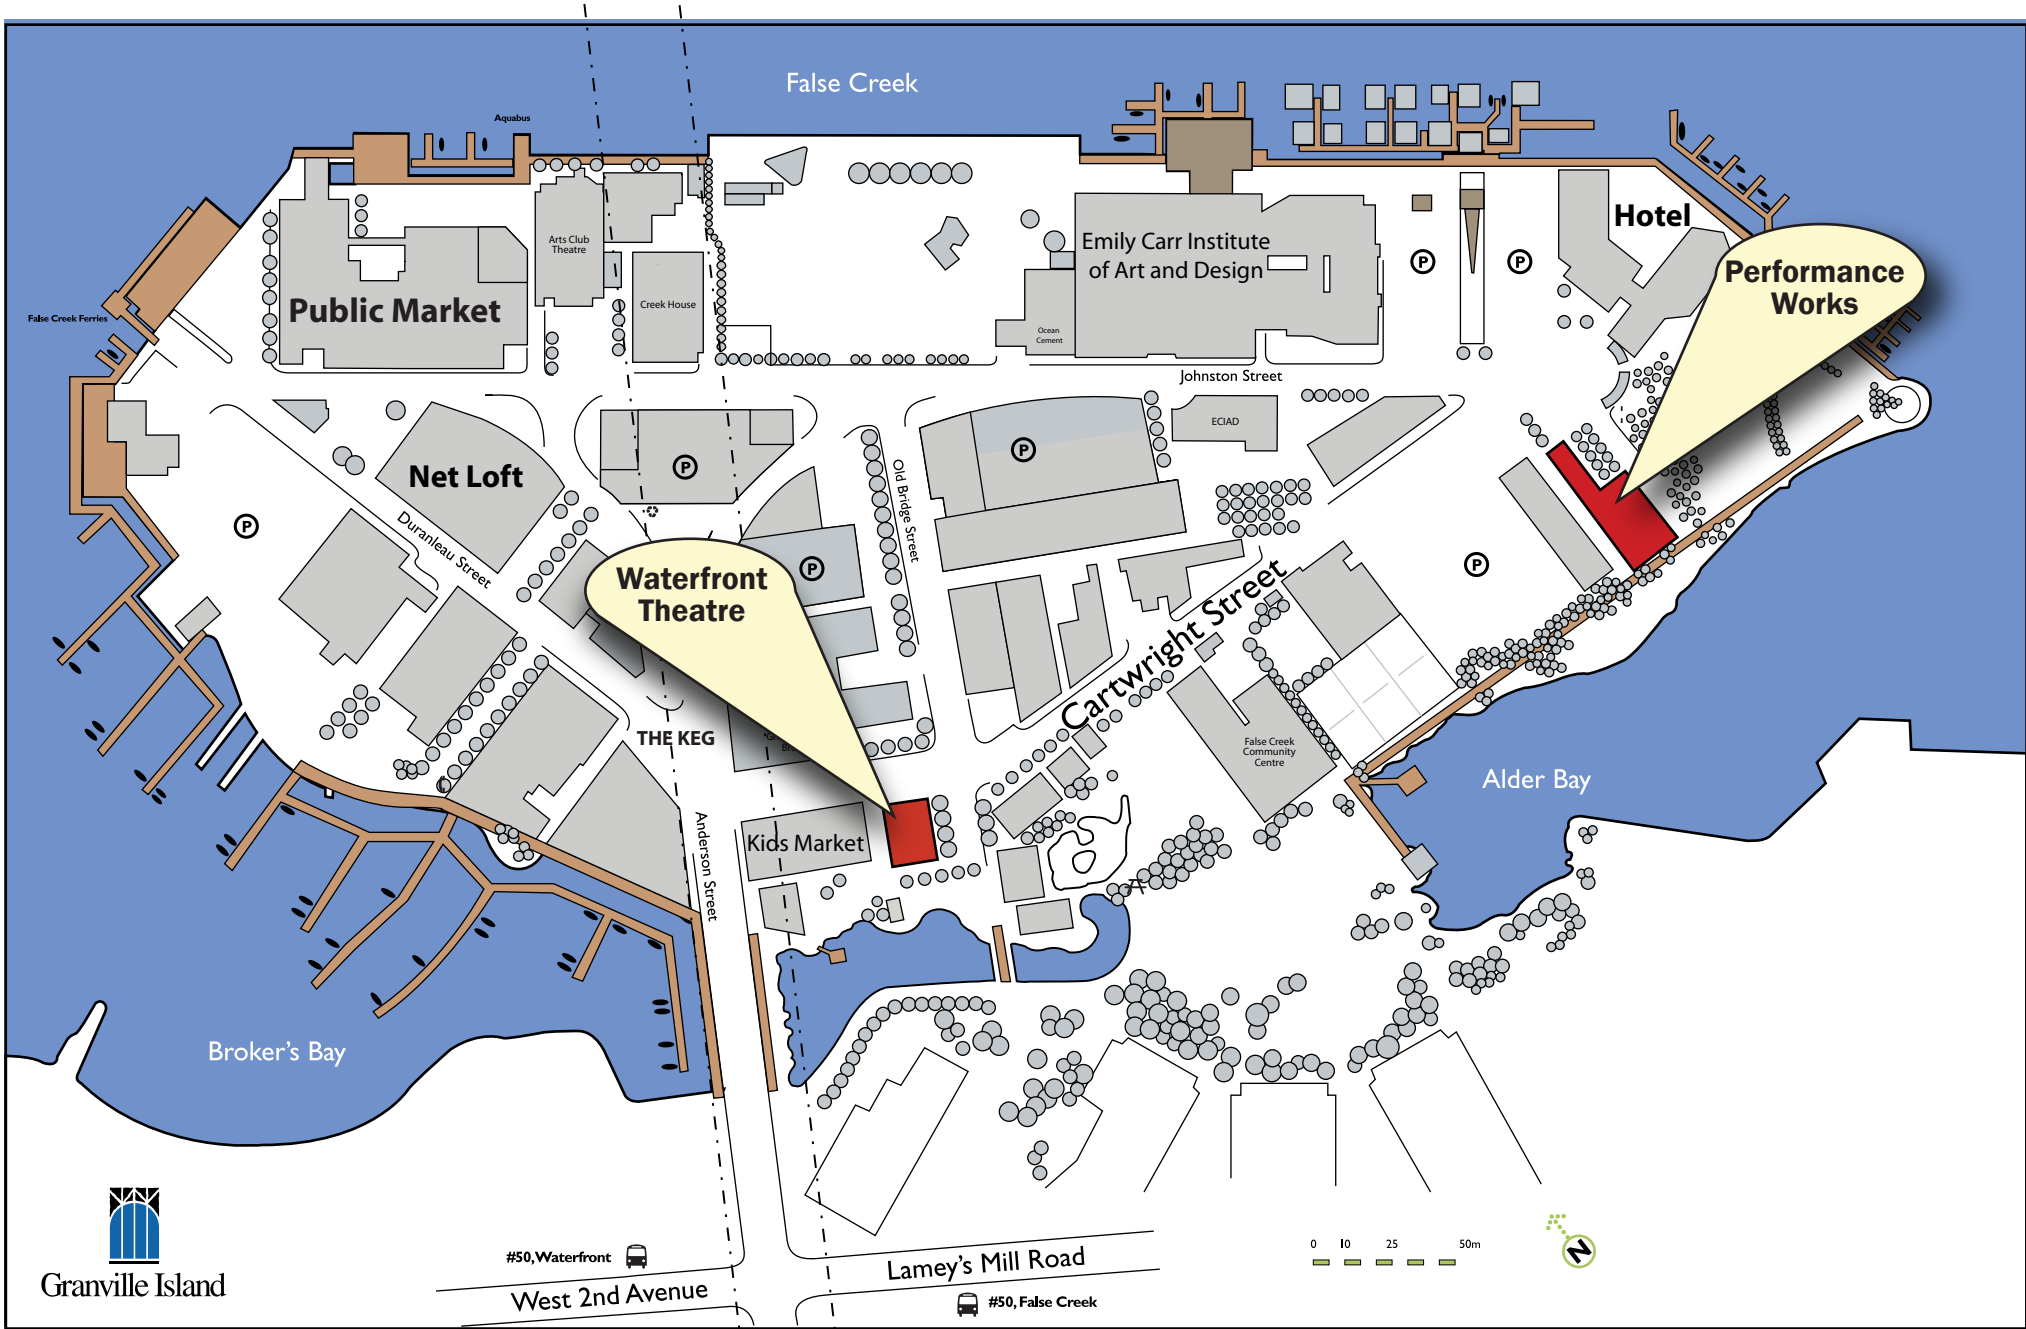 False Creek
Aquabus
Hotel
Arts Club
Theatre
Emily Carr Institute
of Art and Design
P
P
Performance
Works
Public Market
Creek House
False Creek Ferries
Ocean
Cement
Johnston Street
ECIAD
Net Loft
P
P
Old Bridge Street
P
Duranleau Street
P
P
Waterfront
Theatre
Cartwright Street
THE KEG
False Creek
Community
Centre
Alder Bay
Anderson Street
Kids Market
Broker's Bay
Granville Island
#50, Waterfront
West 2nd Avenue
Lamey's Mill Road
#50, False Creek
0 10 25 50m
N